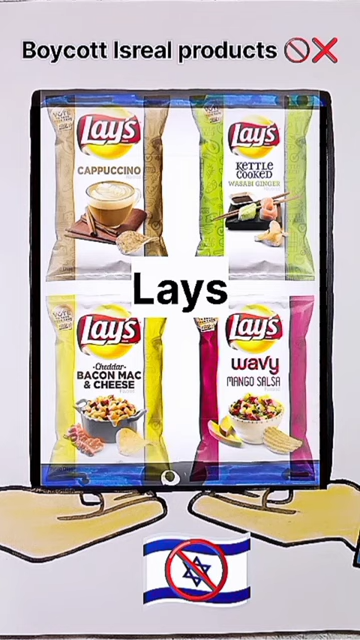 Boycott Isreal products 🚫❌
Lay's
CAPPUCCINO
Lay's
KETTLE
COOKED
WASABI GINGER
Lays
Lay's
-Cheddar-
BACON MAC
& CHEESE
Lay's
wavy
MANGO SALSA